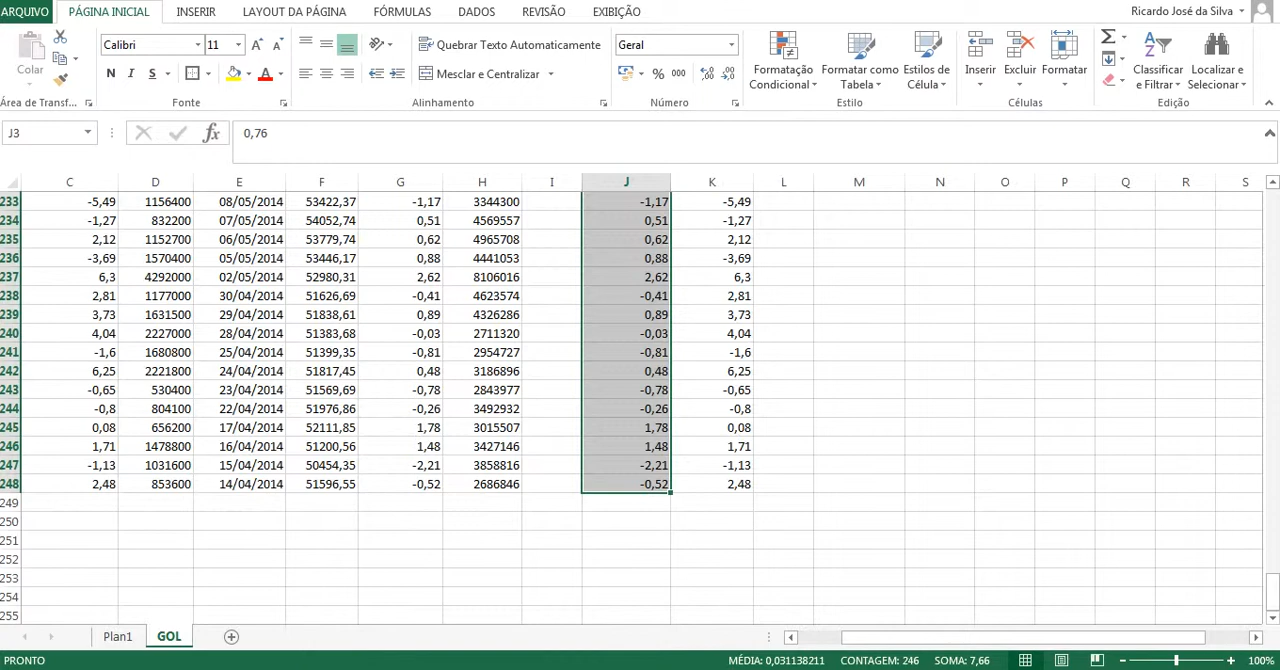 ARQUIVO PÁGINA INICIAL INSERIR LAYOUT DA PÁGINA FÓRMULAS DADOS REVISÃO EXIBIÇÃO Ricardo José da Silva
Calibri 11 Quebrar Texto Automaticamente Geral
Colar N I S Mesclar e Centralizar % 000 Formatação Condicional Formatar como Tabela Estilos de Célula Inserir Excluir Formatar Classificar e Filtrar Localizar e Selecionar
Área de Transf... Fonte Alinhamento Número Estilo Células Edição
J3 fx 0,76
C D E F G H I J K L M N O P Q R S
233 -5,49 1156400 08/05/2014 53422,37 -1,17 3344300 -1,17 -5,49
234 -1,27 832200 07/05/2014 54052,74 0,51 4569557 0,51 -1,27
235 2,12 1152700 06/05/2014 53779,74 0,62 4965708 0,62 2,12
236 -3,69 1570400 05/05/2014 53446,17 0,88 4441053 0,88 -3,69
237 6,3 4292000 02/05/2014 52980,31 2,62 8106016 2,62 6,3
238 2,81 1177000 30/04/2014 51626,69 -0,41 4623574 -0,41 2,81
239 3,73 1631500 29/04/2014 51838,61 0,89 4326286 0,89 3,73
240 4,04 2227000 28/04/2014 51383,68 -0,03 2711320 -0,03 4,04
241 -1,6 1680800 25/04/2014 51399,35 -0,81 2954727 -0,81 -1,6
242 6,25 2221800 24/04/2014 51817,45 0,48 3186896 0,48 6,25
243 -0,65 530400 23/04/2014 51569,69 -0,78 2843977 -0,78 -0,65
244 -0,8 804100 22/04/2014 51976,86 -0,26 3492932 -0,26 -0,8
245 0,08 656200 17/04/2014 52111,85 1,78 3015507 1,78 0,08
246 1,71 1478800 16/04/2014 51200,56 1,48 3427146 1,48 1,71
247 -1,13 1031600 15/04/2014 50454,35 -2,21 3858816 -2,21 -1,13
248 2,48 853600 14/04/2014 51596,55 -0,52 2686846 -0,52 2,48
249
250
251
252
253
254
255
Plan1 GOL
PRONTO MÉDIA: 0,031138211 CONTAGEM: 246 SOMA: 7,66 100%